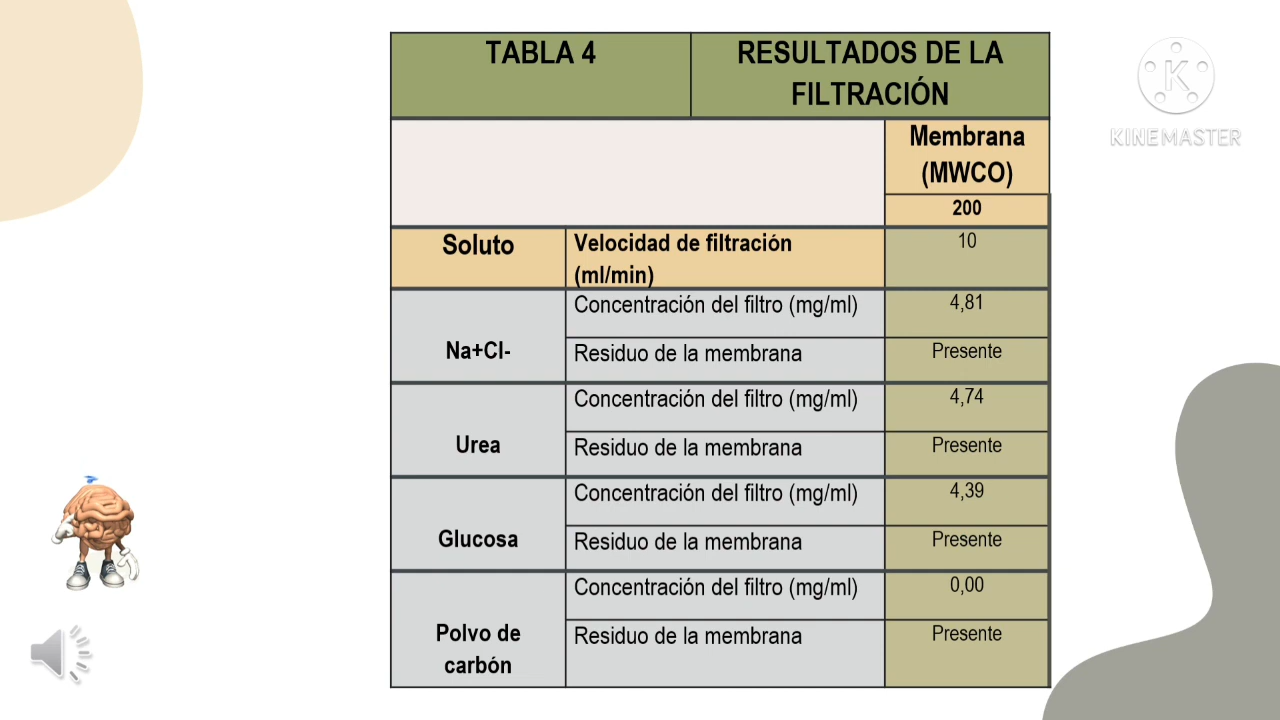 TABLA 4
RESULTADOS DE LA
FILTRACIÓN
K
KINEMASTER
Membrana
(MWCO)
200
Soluto
Velocidad de filtración
(ml/min)
10
Na+Cl-
Concentración del filtro (mg/ml)
4,81
Residuo de la membrana
Presente
Urea
Concentración del filtro (mg/ml)
4,74
Residuo de la membrana
Presente
Glucosa
Concentración del filtro (mg/ml)
4,39
Residuo de la membrana
Presente
Polvo de
carbón
Concentración del filtro (mg/ml)
0,00
Residuo de la membrana
Presente